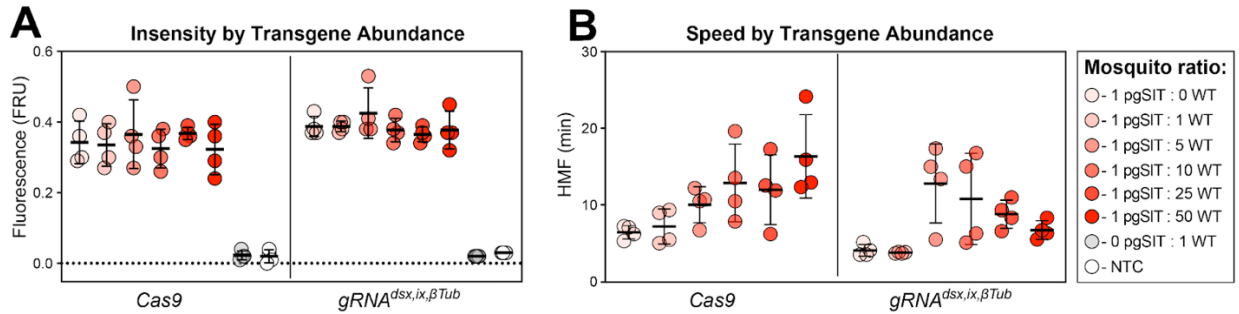 A
Insensity by Transgene Abundance
Fluorescence (FRU)
0.6
0.4
0.2
0.0
Cas9
gRNAdsx,ix,βTub
B
Speed by Transgene Abundance
HMF (min)
30
20
10
0
Cas9
gRNAdsx,ix,βTub
Mosquito ratio:
- 1 pgSIT : 0 WT
- 1 pgSIT : 1 WT
- 1 pgSIT : 5 WT
- 1 pgSIT : 10 WT
- 1 pgSIT : 25 WT
- 1 pgSIT : 50 WT
- 0 pgSIT : 1 WT
- NTC